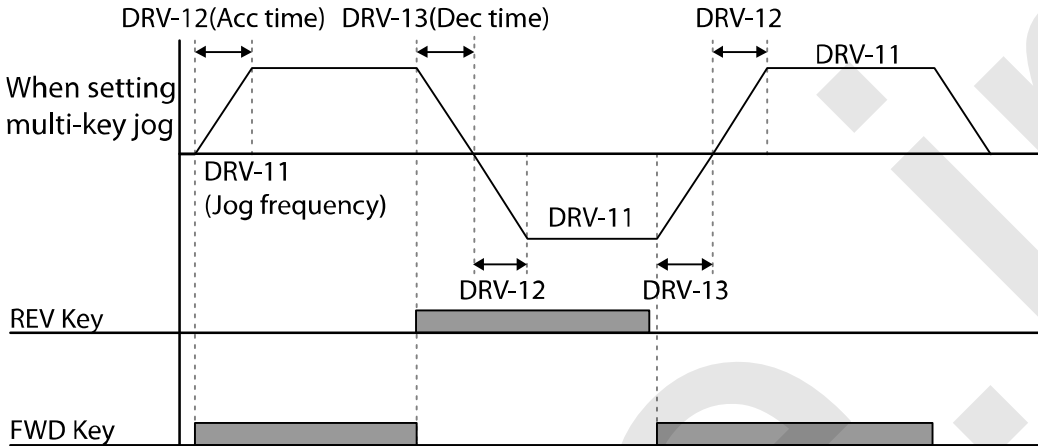 DRV-12(Acc time) DRV-13(Dec time) DRV-12
DRV-11
When setting
multi-key jog
DRV-11
(Jog frequency)
DRV-11
DRV-12 DRV-13
REV Key
FWD Key